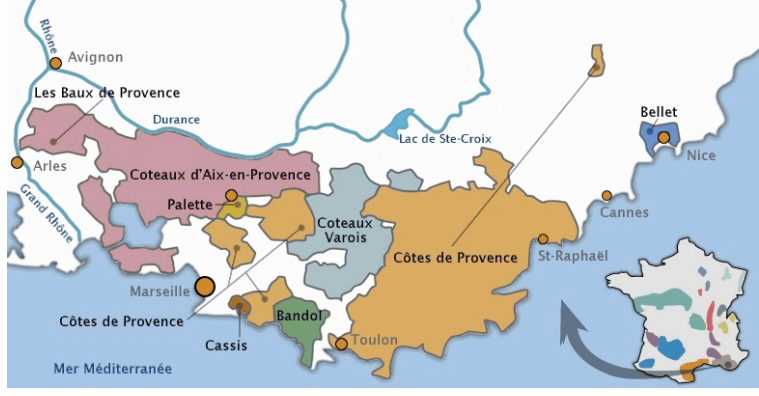 Rhône
Avignon
Les Baux de Provence
Durance
Bellet
Lac de Ste-Croix
Nice
Arles
Coteaux d'Aix-en-Provence
Grand Rhône
Palette
Cannes
Coteaux
Varois
Côtes de Provence
St-Raphaël
Marseille
Côtes de Provence
Bandol
Cassis
Toulon
Mer Méditerranée